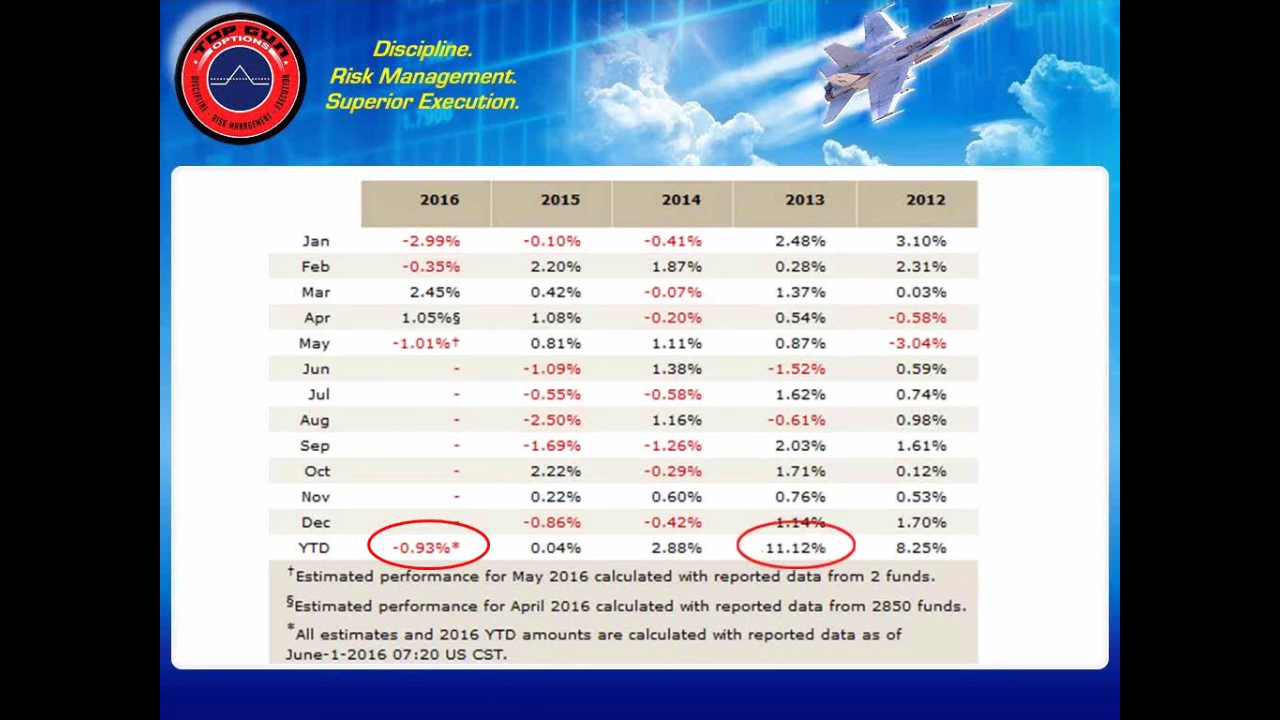 TOP GUN
OPTIONS
DISCIPLINE - RISK MANAGEMENT - EXECUTION
Discipline.
Risk Management.
Superior Execution.
2016 2015 2014 2013 2012
Jan -2.99% -0.10% -0.41% 2.48% 3.10%
Feb -0.35% 2.20% 1.87% 0.28% 2.31%
Mar 2.45% 0.42% -0.07% 1.37% 0.03%
Apr 1.05%§ 1.08% -0.20% 0.54% -0.58%
May -1.01%† 0.81% 1.11% 0.87% -3.04%
Jun - -1.09% 1.38% -1.52% 0.59%
Jul - -0.55% -0.58% 1.62% 0.74%
Aug - -2.50% 1.16% -0.61% 0.98%
Sep - -1.69% -1.26% 2.03% 1.61%
Oct - 2.22% -0.29% 1.71% 0.12%
Nov - 0.22% 0.60% 0.76% 0.53%
Dec - -0.86% -0.42% 1.14% 1.70%
YTD -0.93%* 0.04% 2.88% 11.12% 8.25%
†Estimated performance for May 2016 calculated with reported data from 2 funds.
§Estimated performance for April 2016 calculated with reported data from 2850 funds.
*All estimates and 2016 YTD amounts are calculated with reported data as of
June-1-2016 07:20 US CST.